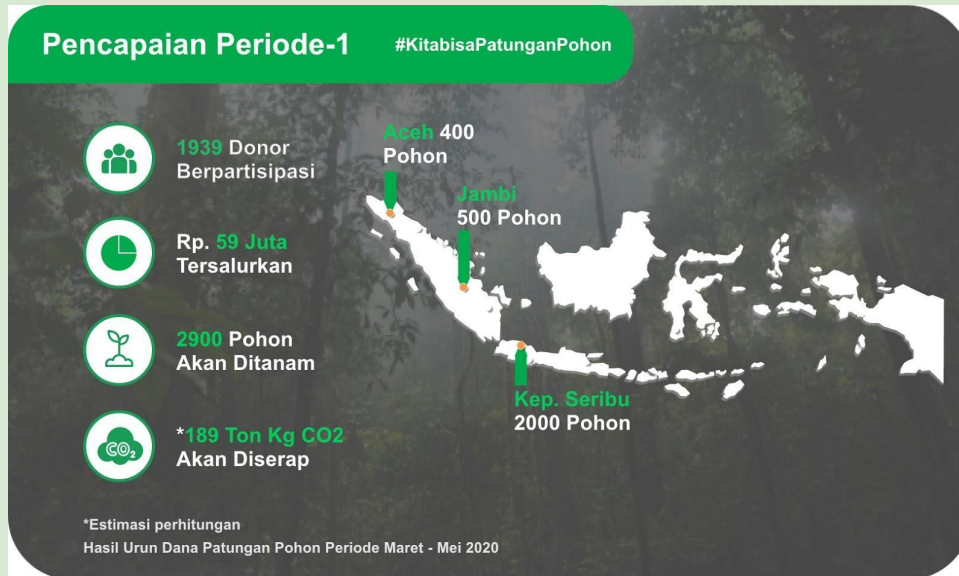 Pencapaian Periode-1
#KitabisaPatunganPohon
1939 Donor
Berpartisipasi
Rp. 59 Juta
Tersalurkan
2900 Pohon
Akan Ditanam
CO2
*189 Ton Kg CO2
Akan Diserap
Aceh 400
Pohon
Jambi
500 Pohon
Kep. Seribu
2000 Pohon
*Estimasi perhitungan
Hasil Urun Dana Patungan Pohon Periode Maret - Mei 2020